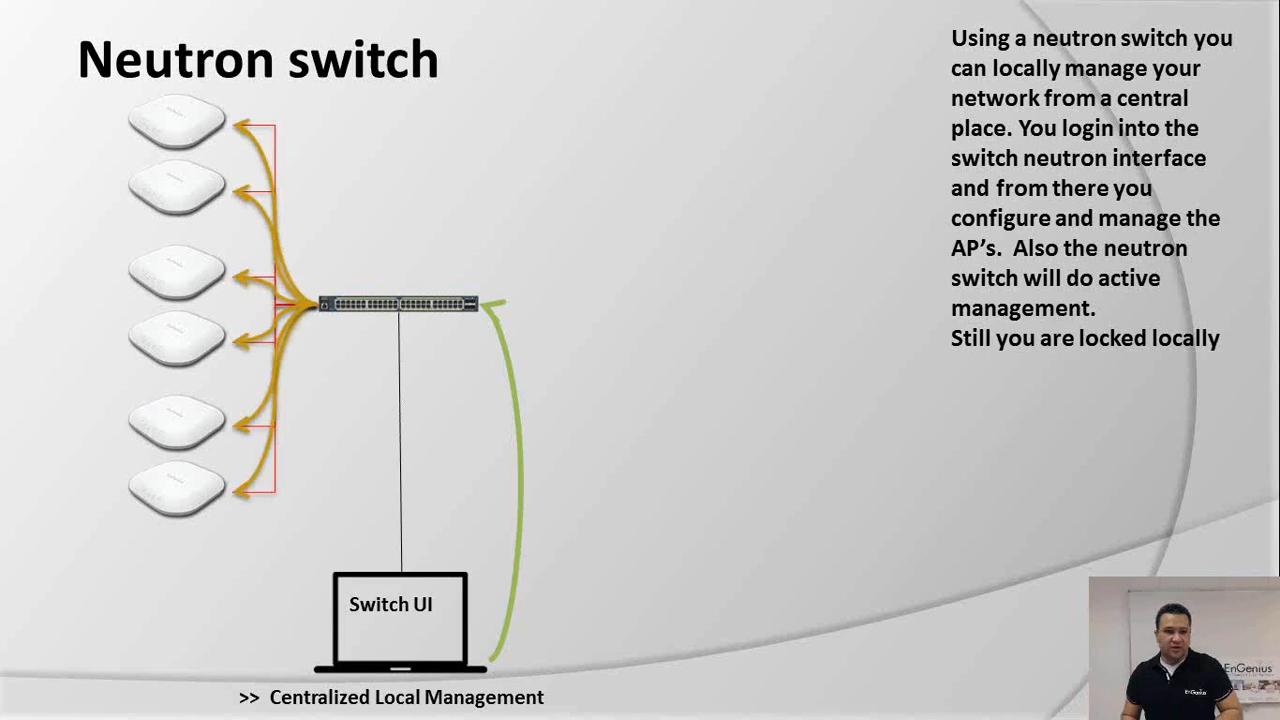 Neutron switch
Using a neutron switch you
can locally manage your
network from a central
place. You login into the
switch neutron interface
and from there you
configure and manage the
AP's.  Also the neutron
switch will do active
management.
Still you are locked locally
Switch UI
>> Centralized Local Management
EnGenius
EnGenius